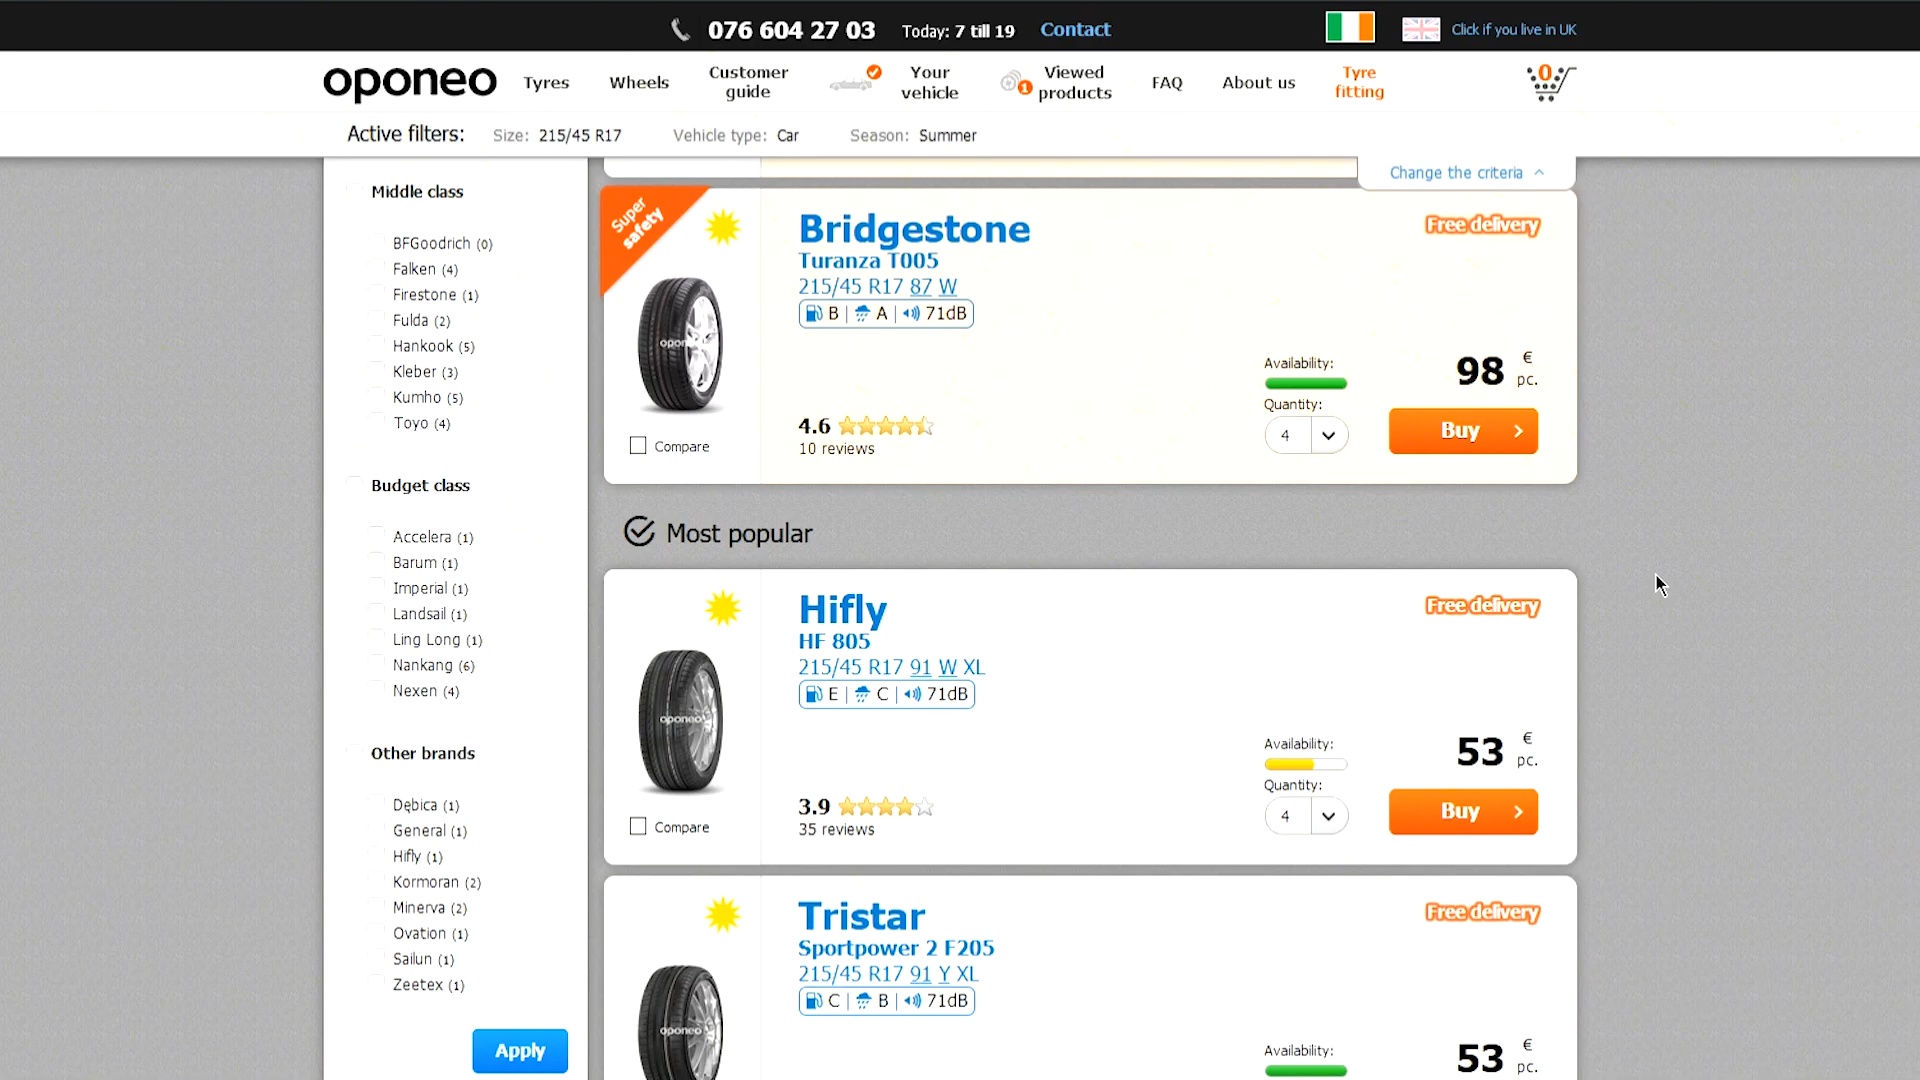 076 604 27 03
Today: 7 till 19
Contact
Click if you live in UK
oponeo
Tyres
Wheels
Customer
guide
Your
vehicle
1
Viewed
products
FAQ
About us
Tyre
fitting
0
Active filters:
Size: 215/45 R17
Vehicle type: Car
Season: Summer
Change the criteria
Middle class
BFGoodrich (0)
Falken (4)
Firestone (1)
Fulda (2)
Hankook (5)
Kleber (3)
Kumho (5)
Toyo (4)
Budget class
Accelera (1)
Barum (1)
Imperial (1)
Landsail (1)
Ling Long (1)
Nankang (6)
Nexen (4)
Other brands
Dębica (1)
General (1)
Hifly (1)
Kormoran (2)
Minerva (2)
Ovation (1)
Sailun (1)
Zeetex (1)
Apply
Super
safety
oponeo
Compare
Bridgestone
Turanza T005
215/45 R17 87 W
B | A | 71dB
4.6
10 reviews
Free delivery
Availability:
Quantity:
4
98 € pc.
Buy
Most popular
oponeo
Compare
Hifly
HF 805
215/45 R17 91 W XL
E | C | 71dB
3.9
35 reviews
Free delivery
Availability:
Quantity:
4
53 € pc.
Buy
oponeo
Tristar
Sportpower 2 F205
215/45 R17 91 Y XL
C | B | 71dB
Free delivery
Availability:
53 € pc.